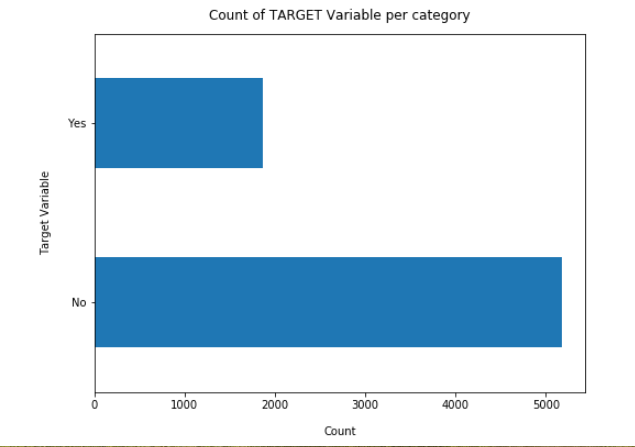 Count of TARGET Variable per category
Yes
No
Target Variable
0 1000 2000 3000 4000 5000
Count